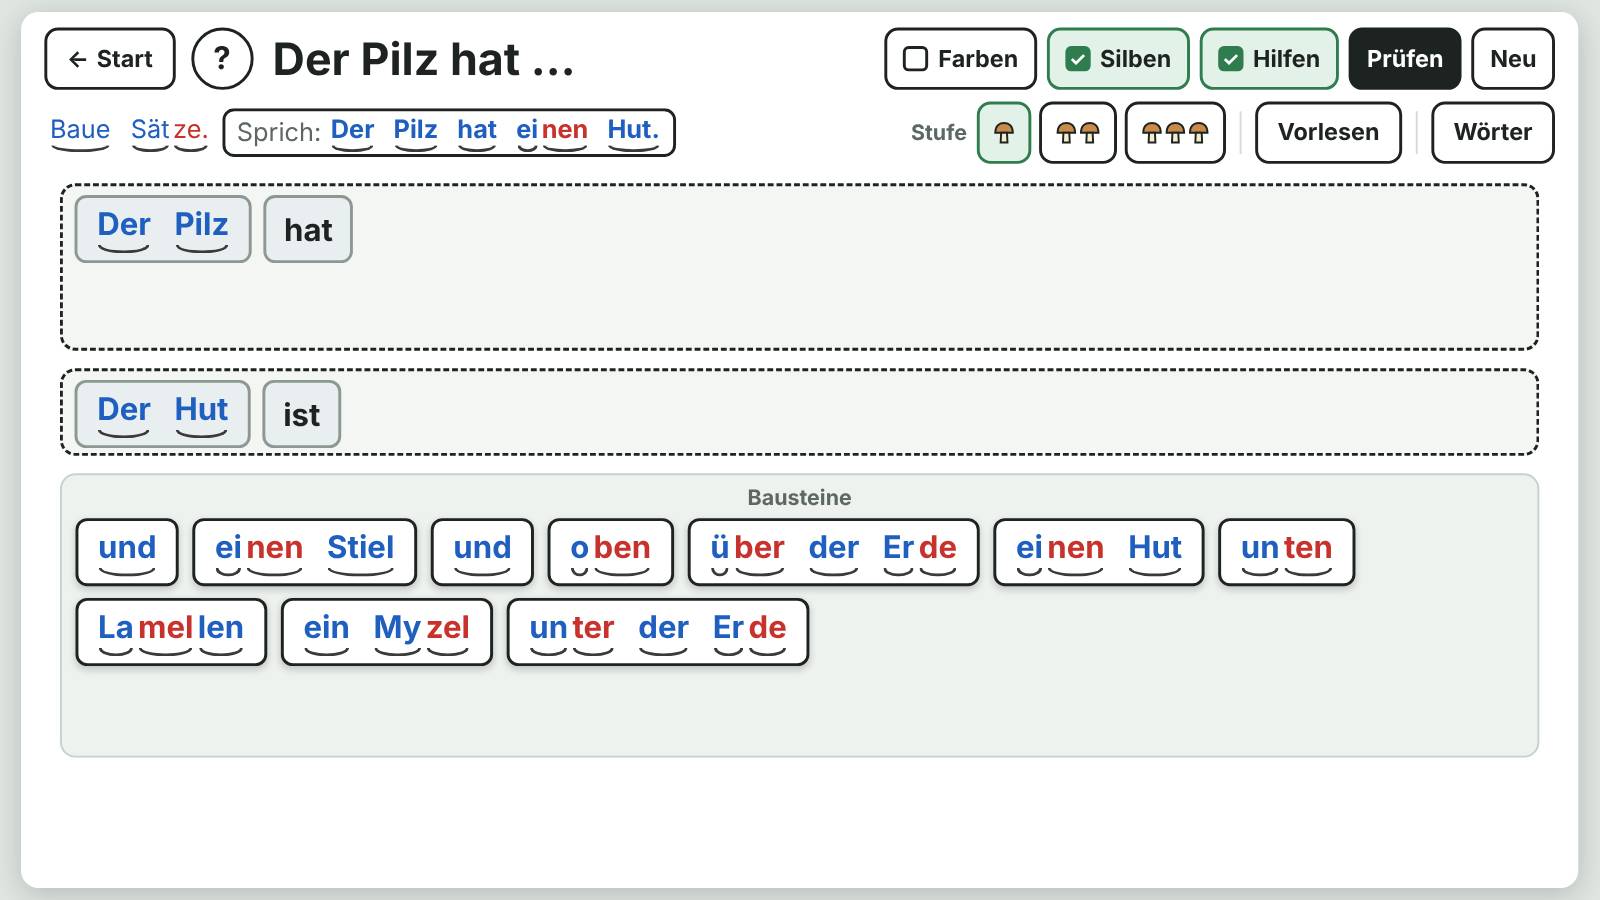 ← Start ? Der Pilz hat ... Farben Silben Hilfen Prüfen Neu
Baue Sätze. Sprich: Der Pilz hat einen Hut. Stufe Vorlesen Wörter
Der Pilz hat
Der Hut ist
Bausteine
und einen Stiel und oben über der Erde einen Hut unten
Lamellen ein Myzel unter der Erde